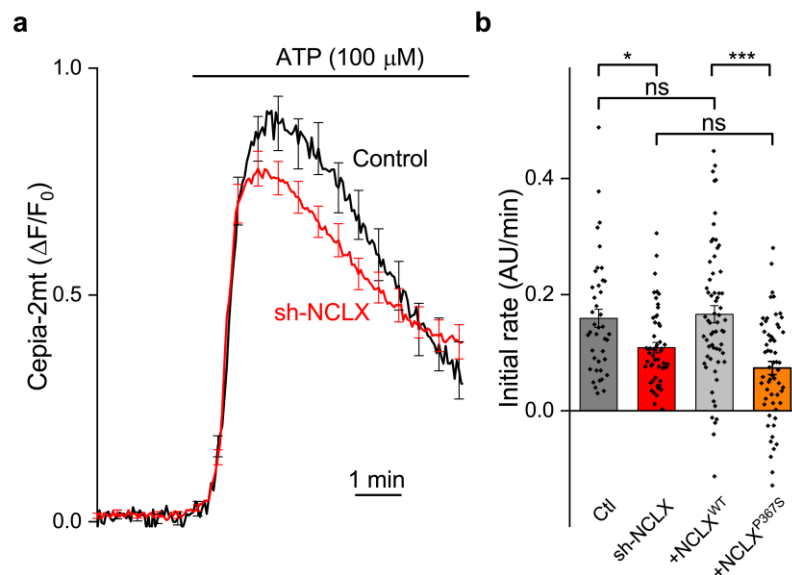 a
ATP (100 μM)
1.0
0.5
0.0
Cepia-2mt (ΔF/F0)
Control
sh-NCLX
1 min
b
* ***
ns
ns
0.4
0.2
0.0
Initial rate (AU/min)
Ctl
sh-NCLX
+NCLXWT
+NCLXP367S